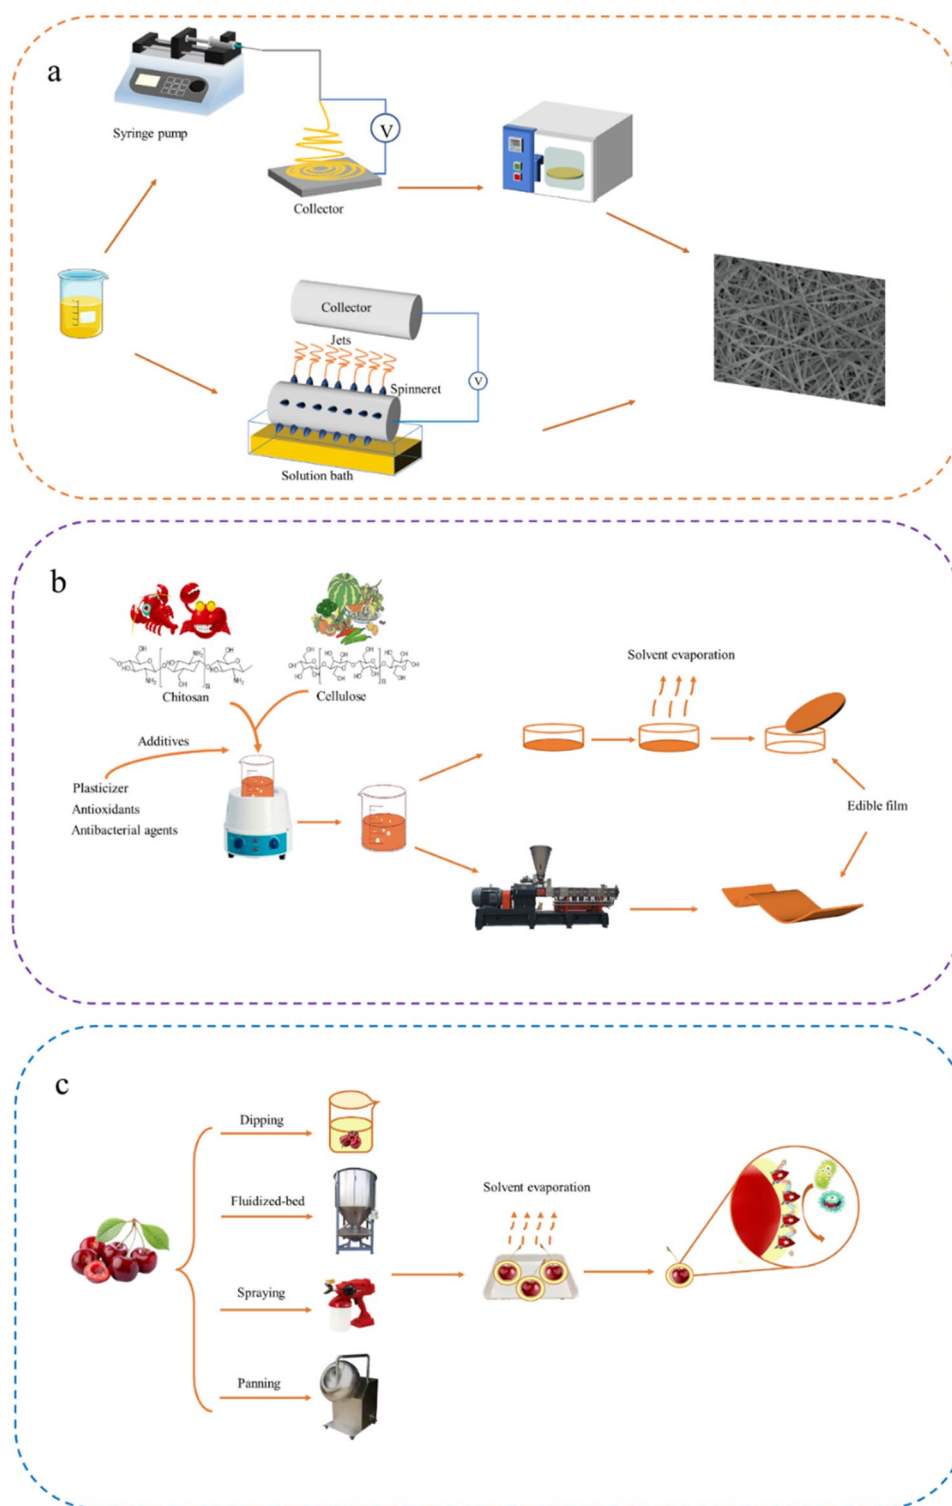 a
V
Syringe pump
Collector
Collector
Jets
V
Spinneret
Solution bath
b
Solvent evaporation
Chitosan
Cellulose
Additives
Plasticizer
Antioxidants
Antibacterial agents
Edible film
c
Dipping
Fluidized-bed
Solvent evaporation
Spraying
Panning